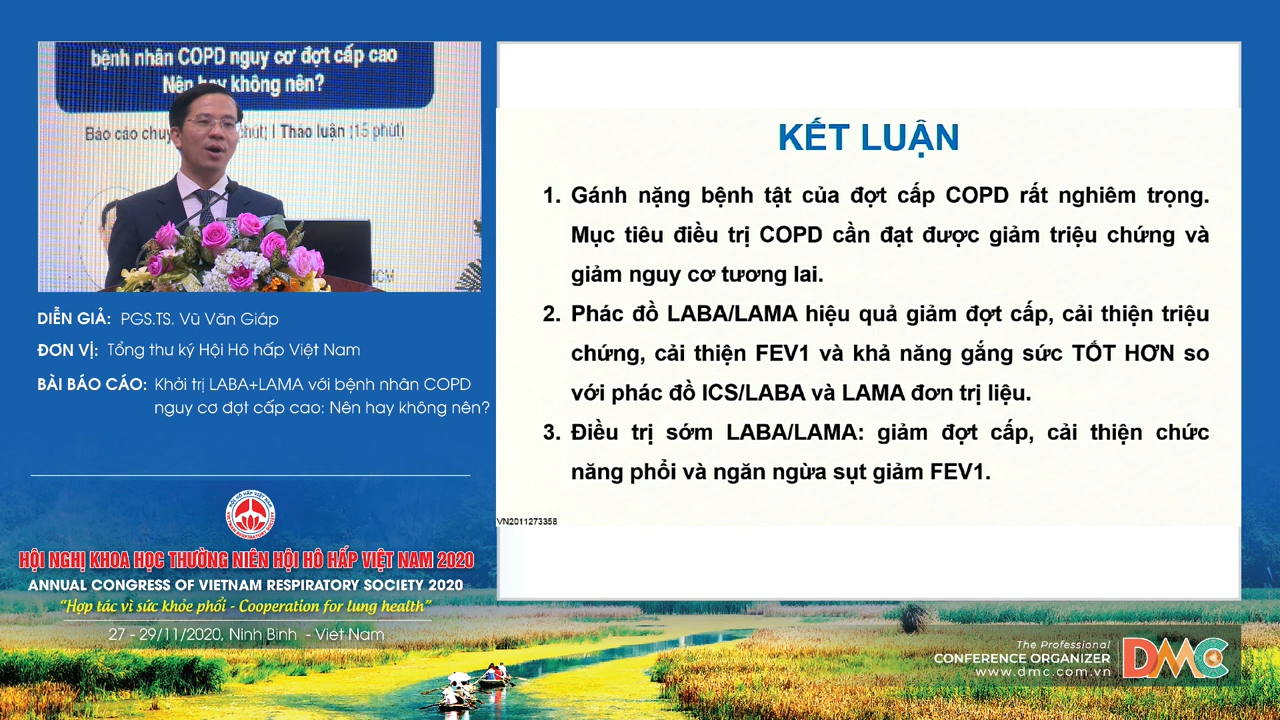 bệnh nhân COPD nguy cơ đợt cấp cao
Nên hay không nên?
Báo cáo chuy
phút) I Thảo luận (15 phút)
HCM
DIỄN GIẢ: PGS.TS. Vũ Văn Giáp
ĐƠN VỊ: Tổng thư ký Hội Hô hấp Việt Nam
BÀI BÁO CÁO: Khởi trị LABA+LAMA với bệnh nhân COPD
nguy cơ đợt cấp cao: Nên hay không nên?
HỘI NGHỊ KHOA HỌC THƯỜNG NIÊN HỘI HÔ HẤP VIỆT NAM 2020
ANNUAL CONGRESS OF VIETNAM RESPIRATORY SOCIETY 2020
"Hợp tác vì sức khỏe phổi - Cooperation for lung health"
27 - 29/11/2020, Ninh Bình - Việt Nam
KẾT LUẬN
1. Gánh nặng bệnh tật của đợt cấp COPD rất nghiêm trọng.
Mục tiêu điều trị COPD cần đạt được giảm triệu chứng và
giảm nguy cơ tương lai.
2. Phác đồ LABA/LAMA hiệu quả giảm đợt cấp, cải thiện triệu
chứng, cải thiện FEV1 và khả năng gắng sức TỐT HƠN so
với phác đồ ICS/LABA và LAMA đơn trị liệu.
3. Điều trị sớm LABA/LAMA: giảm đợt cấp, cải thiện chức
năng phổi và ngăn ngừa sụt giảm FEV1.
VN2011273358
The Professional
CONFERENCE ORGANIZER
www.dmc.com.vn
DMC